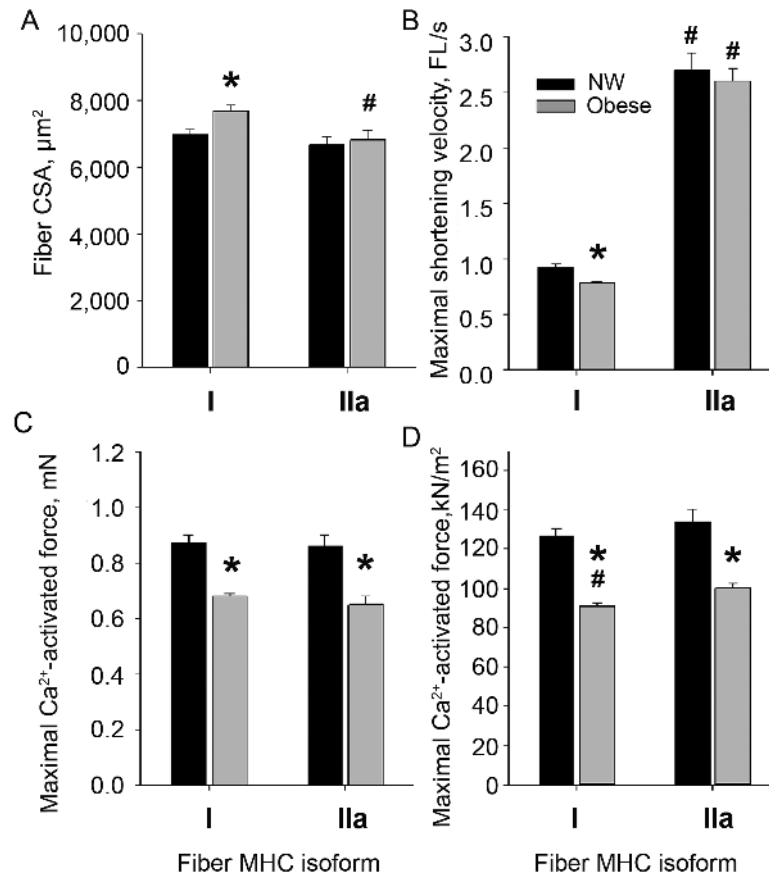 A
10,000
8,000
6,000
4,000
2,000
0
Fiber CSA, µm²
*
#
I
IIa
B
3.0
2.5
2.0
1.5
1.0
0.5
0.0
Maximal shortening velocity, FL/s
NW
Obese
*
#
#
I
IIa
C
1.2
1.0
0.8
0.6
0.4
0.2
0.0
Maximal Ca²⁺-activated force, mN
*
*
I
IIa
Fiber MHC isoform
D
160
140
120
100
80
60
40
20
0
Maximal Ca²⁺-activated force,kN/m²
*
#
*
I
IIa
Fiber MHC isoform